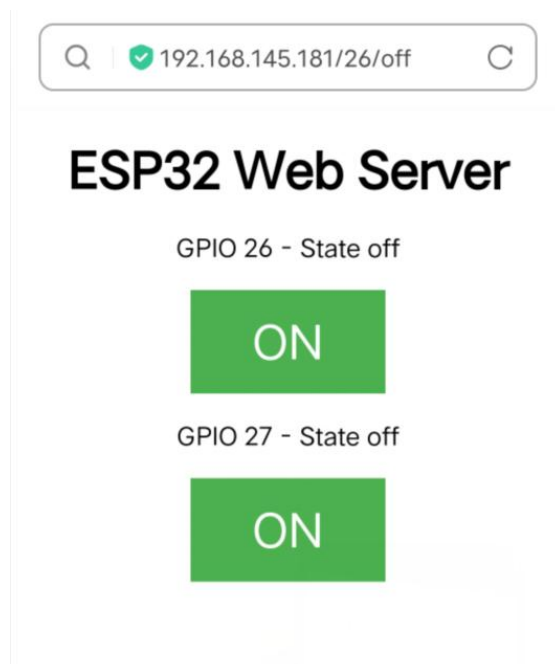 192.168.145.181/26/off
ESP32 Web Server
GPIO 26 - State off
ON
GPIO 27 - State off
ON